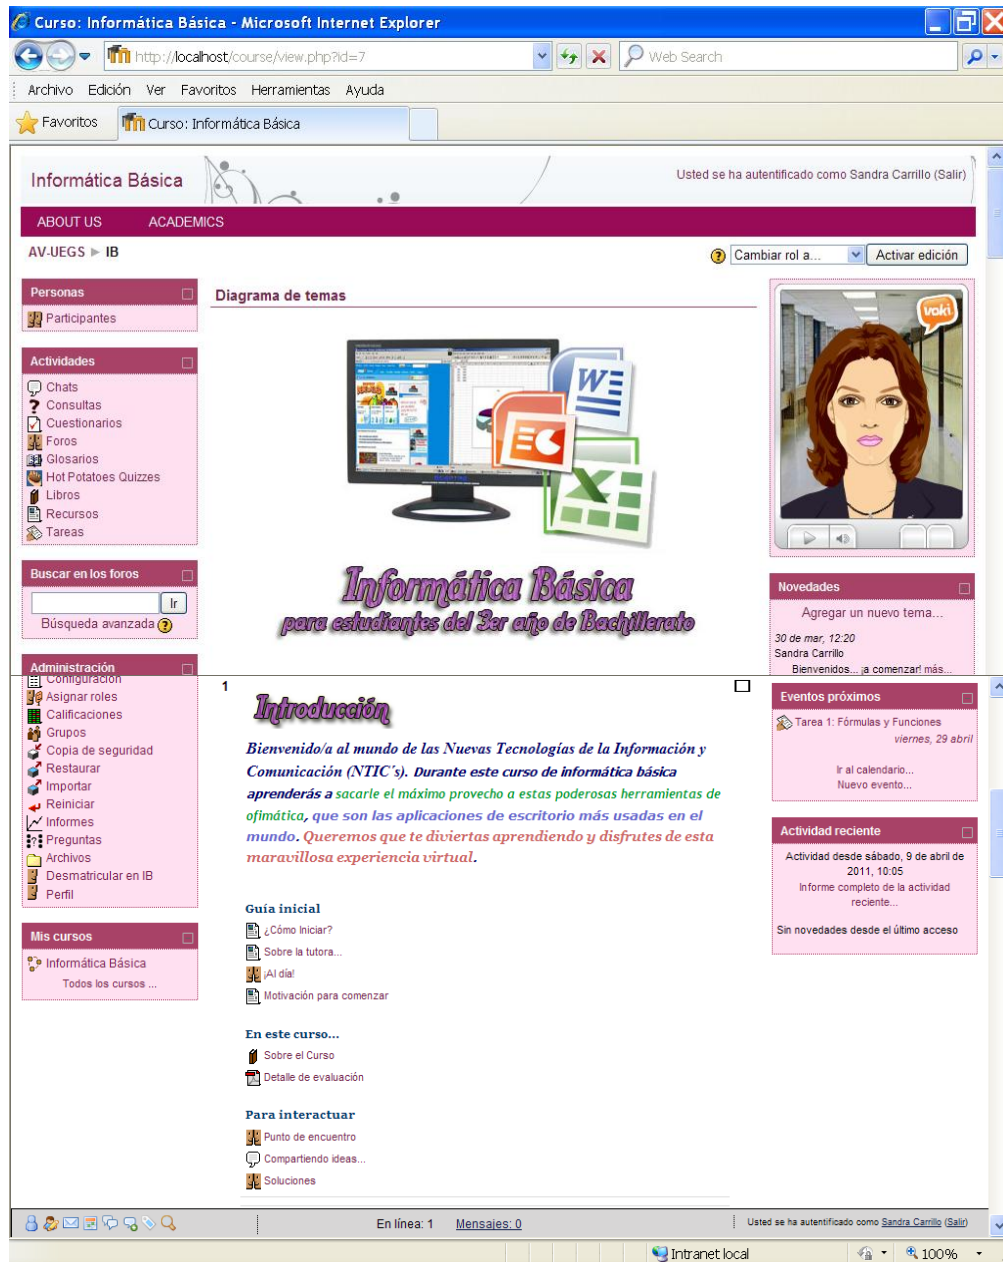 Curso: Informática Básica - Microsoft Internet Explorer
http://localhost/course/view.php?id=7
Web Search
Archivo Edición Ver Favoritos Herramientas Ayuda
Favoritos
Curso: Informática Básica
Informática Básica
Usted se ha autentificado como Sandra Carrillo (Salir)
ABOUT US ACADEMICS
AV-UEGS ► IB
Cambiar rol a...
Activar edición
Personas
Participantes
Actividades
Chats
Consultas
Cuestionarios
Foros
Glosarios
Hot Potatoes Quizzes
Libros
Recursos
Tareas
Buscar en los foros
Ir
Búsqueda avanzada
Administración
Configuración
Asignar roles
Calificaciones
Grupos
Copia de seguridad
Restaurar
Importar
Reiniciar
Informes
Preguntas
Archivos
Desmatricular en IB
Perfil
Mis cursos
Informática Básica
Todos los cursos ...
Diagrama de temas
Informática Básica
para estudiantes del 3er año de Bachillerato
1
Introducción
Bienvenido/a al mundo de las Nuevas Tecnologías de la Información y
Comunicación (NTIC´s). Durante este curso de informática básica
aprenderás a sacarle el máximo provecho a estas poderosas herramientas de
ofimática, que son las aplicaciones de escritorio más usadas en el
mundo. Queremos que te diviertas aprendiendo y disfrutes de esta
maravillosa experiencia virtual.
Guía inicial
¿Cómo Iniciar?
Sobre la tutora...
¡Al día!
Motivación para comenzar
En este curso...
Sobre el Curso
Detalle de evaluación
Para interactuar
Punto de encuentro
Compartiendo ideas...
Soluciones
voki
Novedades
Agregar un nuevo tema...
30 de mar, 12:20
Sandra Carrillo
Bienvenidos... ¡a comenzar! más...
Eventos próximos
Tarea 1: Fórmulas y Funciones
viernes, 29 abril
Ir al calendario...
Nuevo evento...
Actividad reciente
Actividad desde sábado, 9 de abril de
2011, 10:05
Informe completo de la actividad
reciente...
Sin novedades desde el último acceso
En línea: 1 Mensajes: 0
Usted se ha autentificado como Sandra Carrillo (Salir)
Intranet local
100%